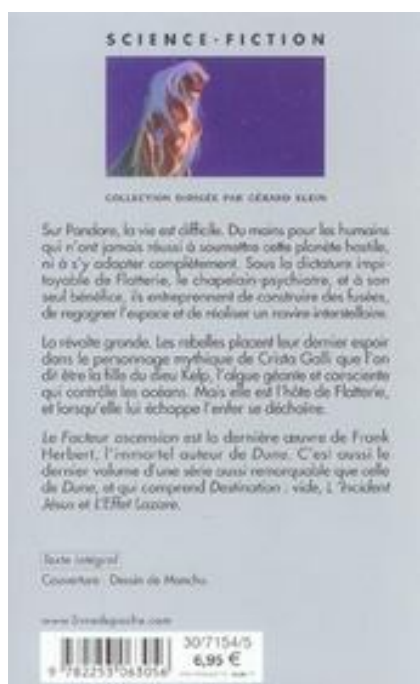 SCIENCE-FICTION
COLLECTION DIRIGÉE PAR GÉRARD KLEIN
Sur Pandore, la vie est difficile. Du moins pour les humains
qui n'ont jamais réussi à soumettre cette planète hostile,
ni à s'y adapter complètement. Sous la dictature impi-
toyable de Flatterie, le chapelain-psychiatre, et à son
seul bénéfice, ils entreprennent de construire des fusées,
de regagner l'espace et de réaliser un navire interstellaire.
La révolte gronde. Les rebelles placent leur dernier espoir
dans le personnage mythique de Crista Galli que l'on
dit être la fille du dieu Kelp, l'algue géante et consciente
qui contrôle les océans. Mais elle est l'hôte de Flatterie,
et lorsqu'elle lui échappe l'enfer se déchaîne.
Le Facteur ascension est la dernière œuvre de Frank
Herbert, l'immortel auteur de Dune. C'est aussi le
dernier volume d'une série aussi remarquable que celle
de Dune, et qui comprend Destination : vide, L'Incident
Jésus et L'Effet Lazare.
Texte intégral
Couverture : Dessin de Manchu.
www.livredepoche.com
30/7154/5
6,95 €
9 782253 063056